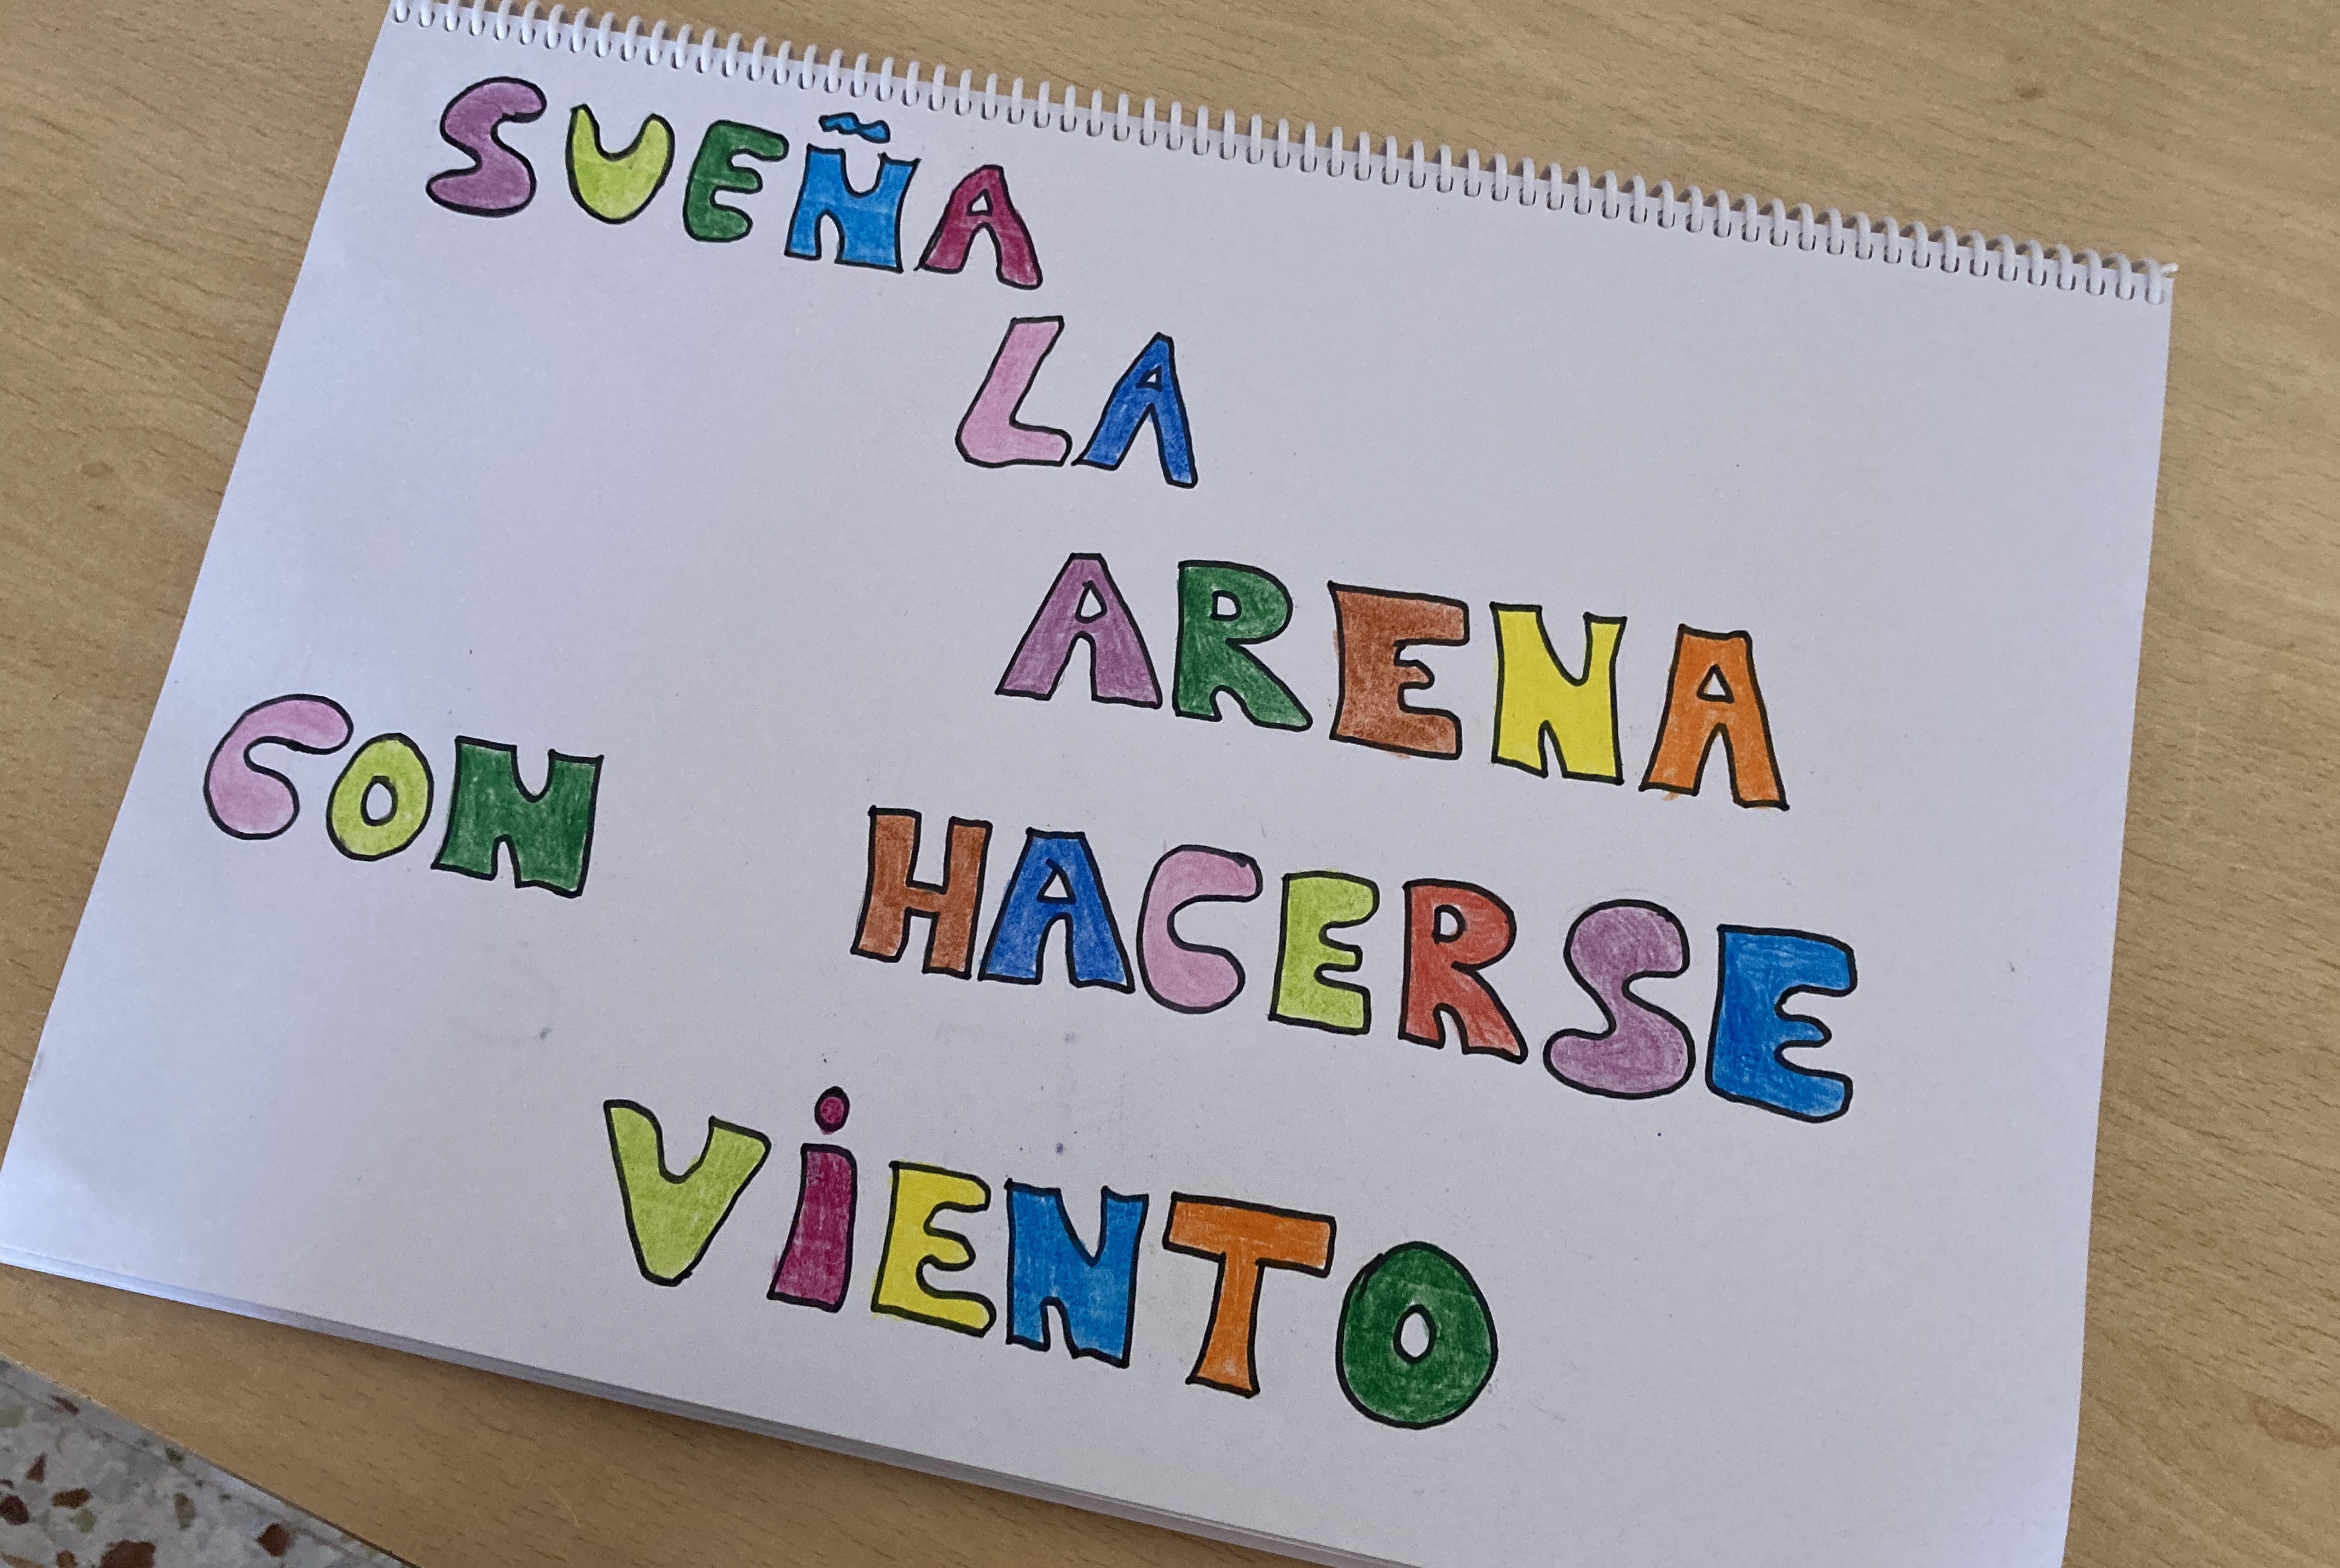 SUEÑA
LA
ARENA
CON HACERSE
ViENTO